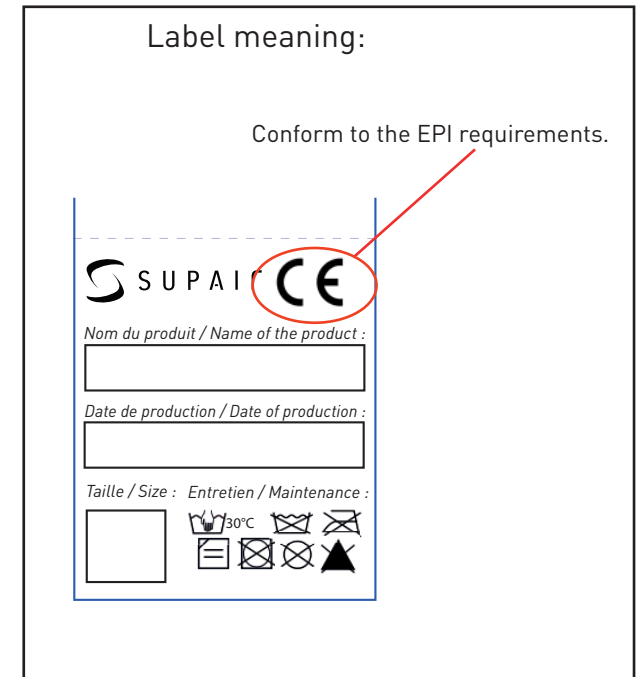 Label meaning:
Conform to the EPI requirements.
SUPAIR CE
Nom du produit / Name of the product :
Date de production / Date of production :
Taille / Size : Entretien / Maintenance :
30°C